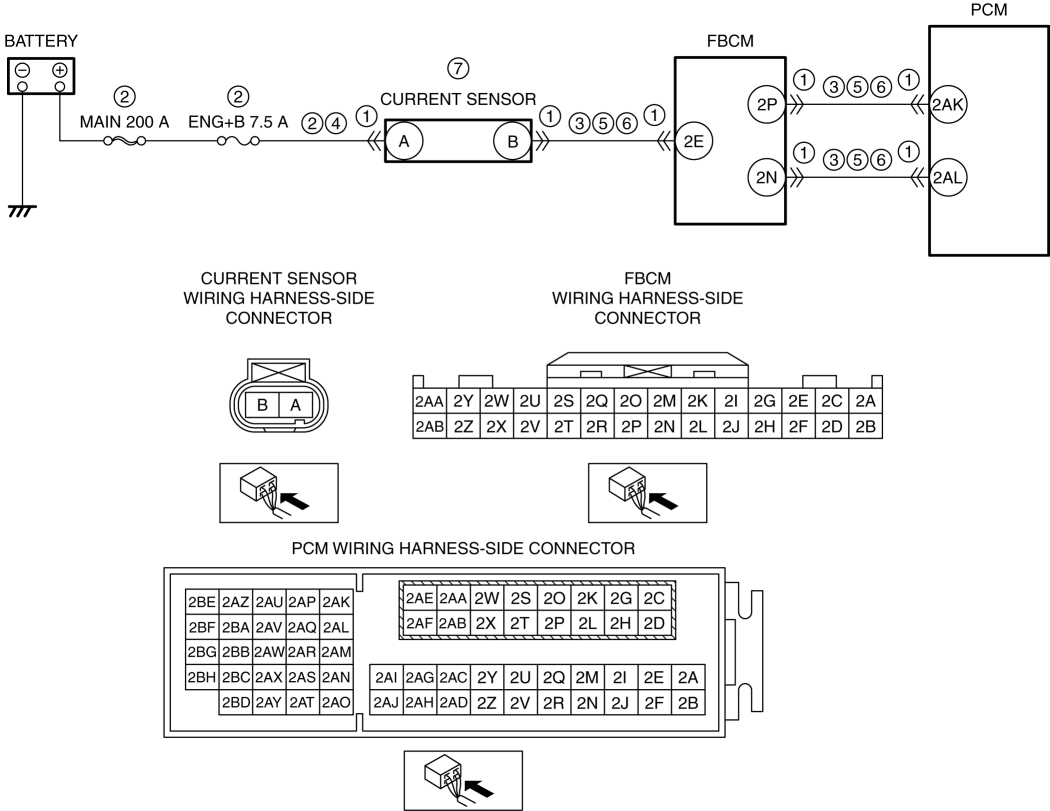 PCM
BATTERY
FBCM
⑦
② ② CURRENT SENSOR
MAIN 200 A ENG+B 7.5 A ②④ ① ① ③⑤⑥ ① ① ③⑤⑥ ①
2P 2AK
A B 2E
① ③⑤⑥ ①
2N 2AL
CURRENT SENSOR
WIRING HARNESS-SIDE
CONNECTOR
FBCM
WIRING HARNESS-SIDE
CONNECTOR
B A
2AA 2Y 2W 2U 2S 2Q 2O 2M 2K 2I 2G 2E 2C 2A
2AB 2Z 2X 2V 2T 2R 2P 2N 2L 2J 2H 2F 2D 2B
PCM WIRING HARNESS-SIDE CONNECTOR
2BE 2AZ 2AU 2AP 2AK
2BF 2BA 2AV 2AQ 2AL
2BG 2BB 2AW 2AR 2AM
2BH 2BC 2AX 2AS 2AN
2BD 2AY 2AT 2AO
2AE 2AA 2W 2S 2O 2K 2G 2C
2AF 2AB 2X 2T 2P 2L 2H 2D
2AI 2AG 2AC 2Y 2U 2Q 2M 2I 2E 2A
2AJ 2AH 2AD 2Z 2V 2R 2N 2J 2F 2B